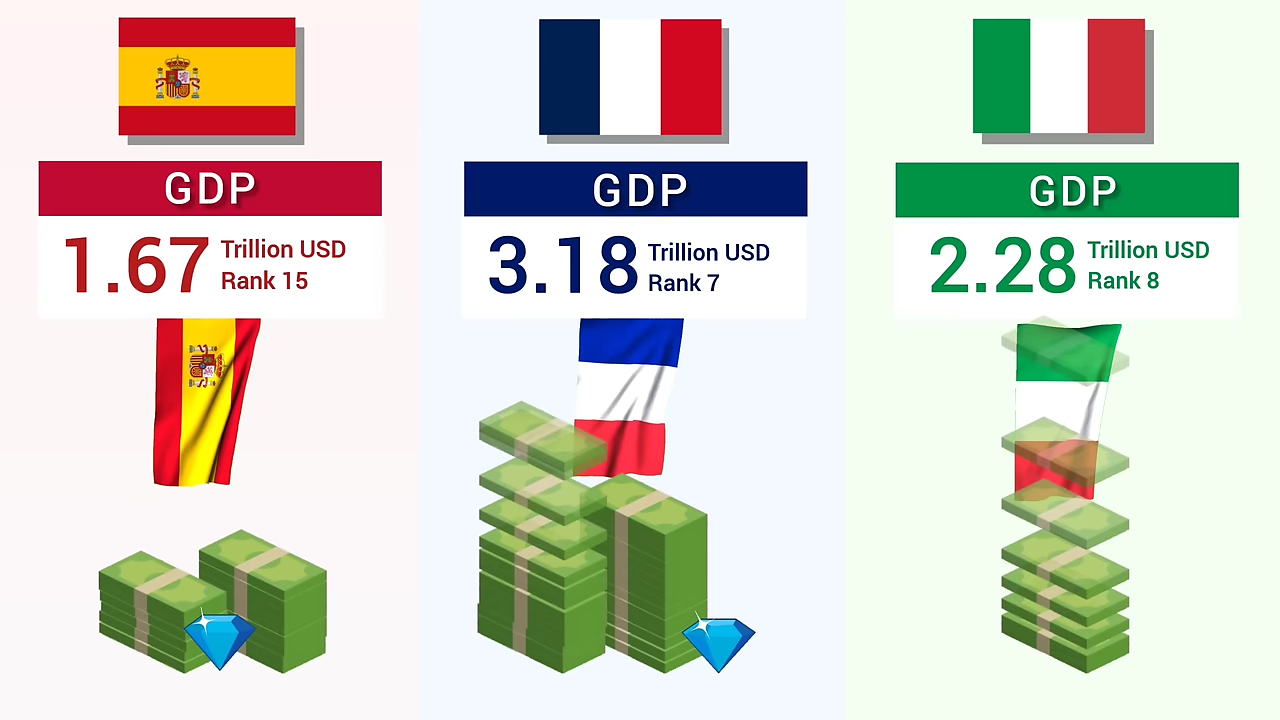 GDP
1.67
Trillion USD
Rank 15
GDP
3.18
Trillion USD
Rank 7
GDP
2.28
Trillion USD
Rank 8